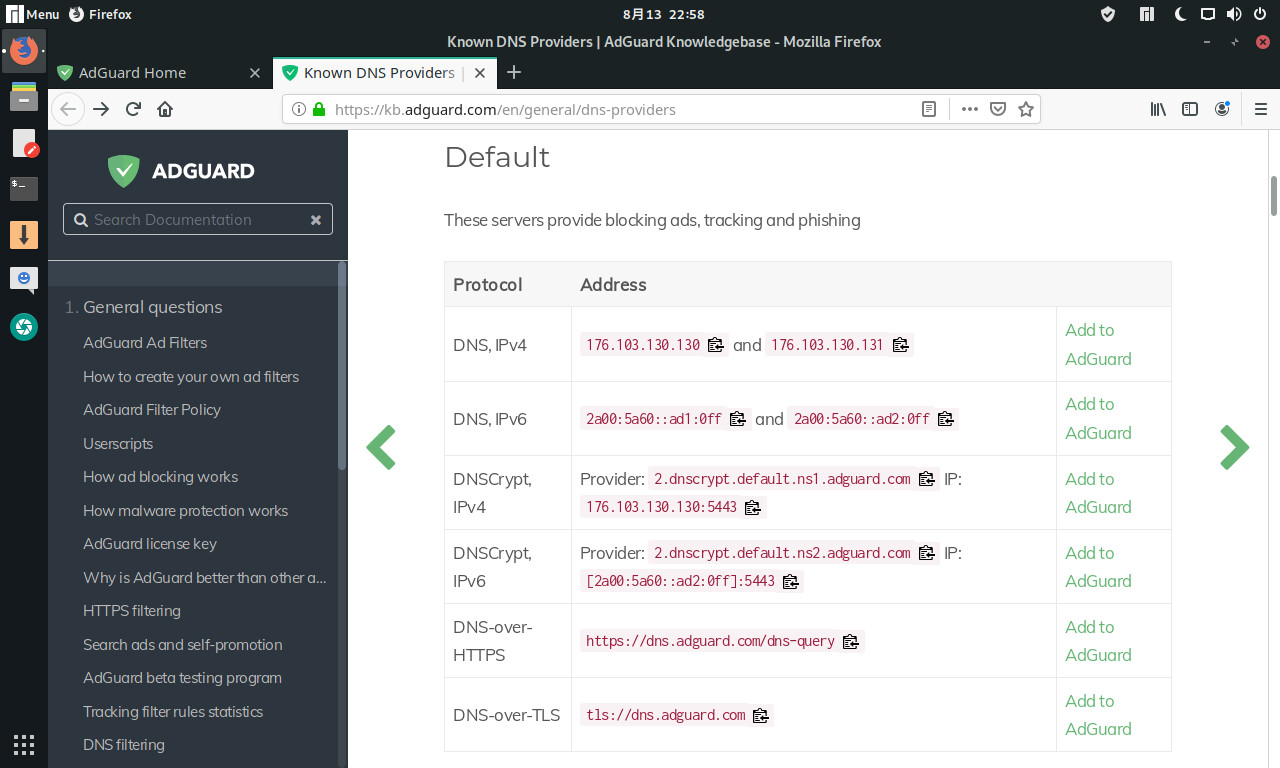 Menu Firefox 8月13 22:58
Known DNS Providers | AdGuard Knowledgebase - Mozilla Firefox
AdGuard Home Known DNS Providers |
https://kb.adguard.com/en/general/dns-providers
ADGUARD
Search Documentation
1. General questions
AdGuard Ad Filters
How to create your own ad filters
AdGuard Filter Policy
Userscripts
How ad blocking works
How malware protection works
AdGuard license key
Why is AdGuard better than other a...
HTTPS filtering
Search ads and self-promotion
AdGuard beta testing program
Tracking filter rules statistics
DNS filtering
Default
These servers provide blocking ads, tracking and phishing
Protocol Address
DNS, IPv4 176.103.130.130 and 176.103.130.131 Add to
AdGuard
DNS, IPv6 2a00:5a60::ad1:0ff and 2a00:5a60::ad2:0ff Add to
AdGuard
DNSCrypt, Provider: 2.dnscrypt.default.ns1.adguard.com IP: Add to
IPv4 176.103.130.130:5443 AdGuard
DNSCrypt, Provider: 2.dnscrypt.default.ns2.adguard.com IP: Add to
IPv6 [2a00:5a60::ad2:0ff]:5443 AdGuard
DNS-over- https://dns.adguard.com/dns-query Add to
HTTPS AdGuard
DNS-over-TLS tls://dns.adguard.com Add to
AdGuard
$_